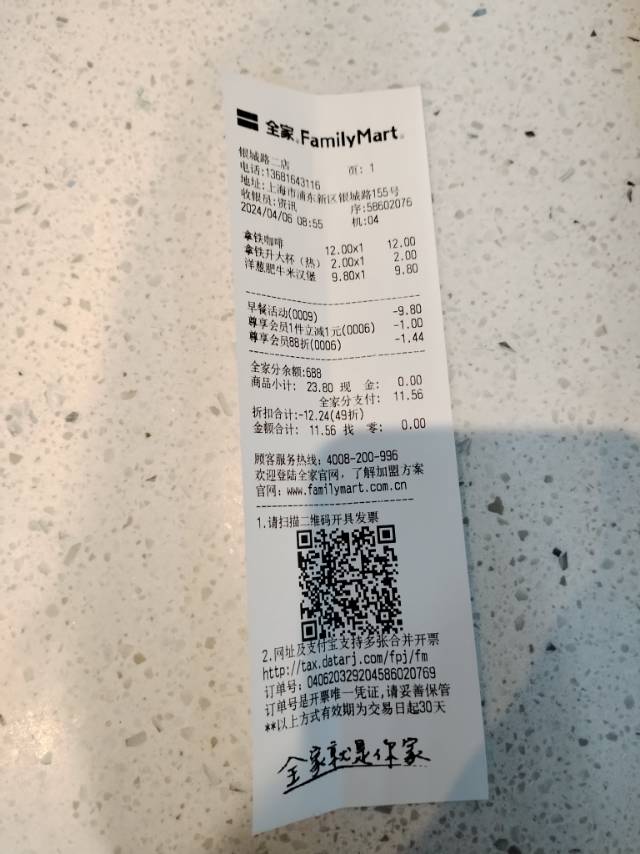 全家 FamilyMart
银城路二店
电话:13681643116 页: 1
地址:上海市浦东新区银城路155号
收银员:资讯 序:58602076
2024/04/06 08:55 机:04
拿铁咖啡 12.00x1 12.00
拿铁升大杯（热） 2.00x1 2.00
洋葱肥牛米汉堡 9.80x1 9.80
早餐活动(0009) -9.80
尊享会员1件立减1元(0006) -1.00
尊享会员88折(0006) -1.44
全家分余额:688
商品小计: 23.80 现 金: 0.00
全家分支付: 11.56
折扣合计:-12.24(49折)
金额合计: 11.56 找 零: 0.00
顾客服务热线: 4008-200-996
欢迎登陆全家官网, 了解加盟方案
官网: www.familymart.com.cn
1.请扫描二维码开具发票
2.网址及支付宝支持多张合并开票
http://tax.datarj.com/fpj/fm
订单号: 040620329204586020769
订单号是开票唯一凭证,请妥善保管
**以上方式有效期为交易日起30天
全家就是你家